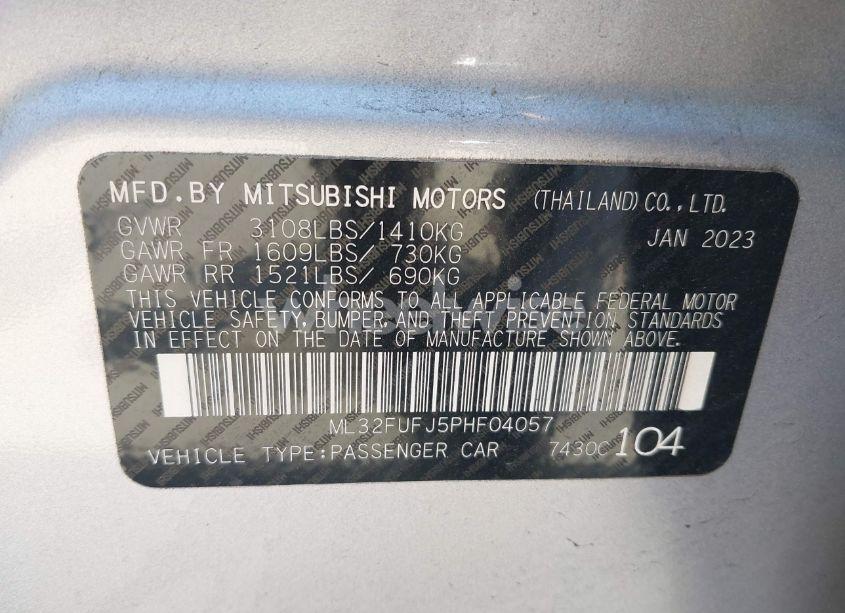 MFD.BY MITSUBISHI MOTORS (THAILAND)CO.,LTD.
GVWR 3108LBS/1410KG JAN 2023
GAWR FR 1609LBS/ 730KG
GAWR RR 1521LBS/ 690KG
THIS VEHICLE CONFORMS TO ALL APPLICABLE FEDERAL MOTOR
VEHICLE SAFETY, BUMPER, AND THEFT PREVENTION STANDARDS
IN EFFECT ON THE DATE OF MANUFACTURE SHOWN ABOVE.
ML32FUFJ5PHF04057
VEHICLE TYPE:PASSENGER CAR 7430C 104